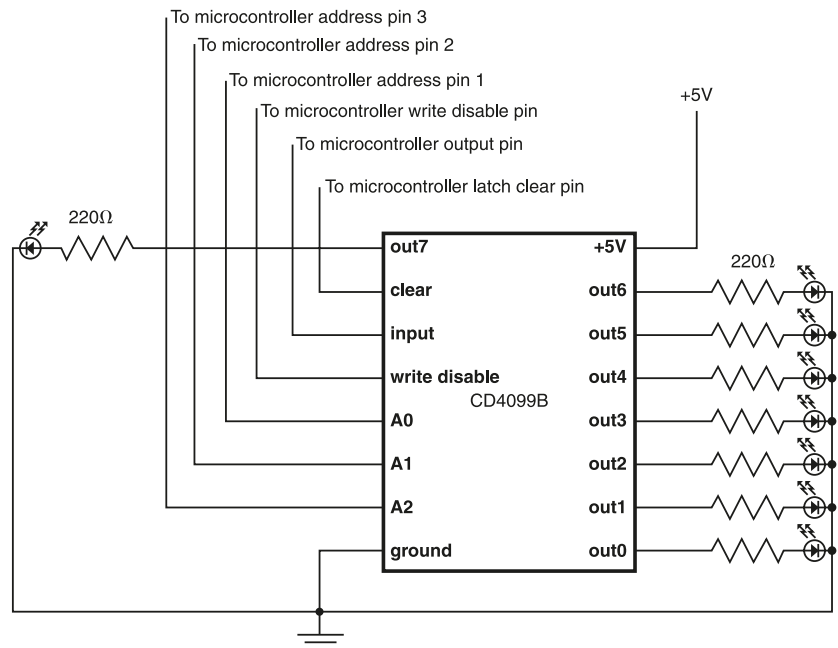 To microcontroller address pin 3
To microcontroller address pin 2
To microcontroller address pin 1
To microcontroller write disable pin
To microcontroller output pin
To microcontroller latch clear pin
+5V
220Ω
220Ω
out7
clear
input
write disable
A0
A1
A2
ground
CD4099B
+5V
out6
out5
out4
out3
out2
out1
out0